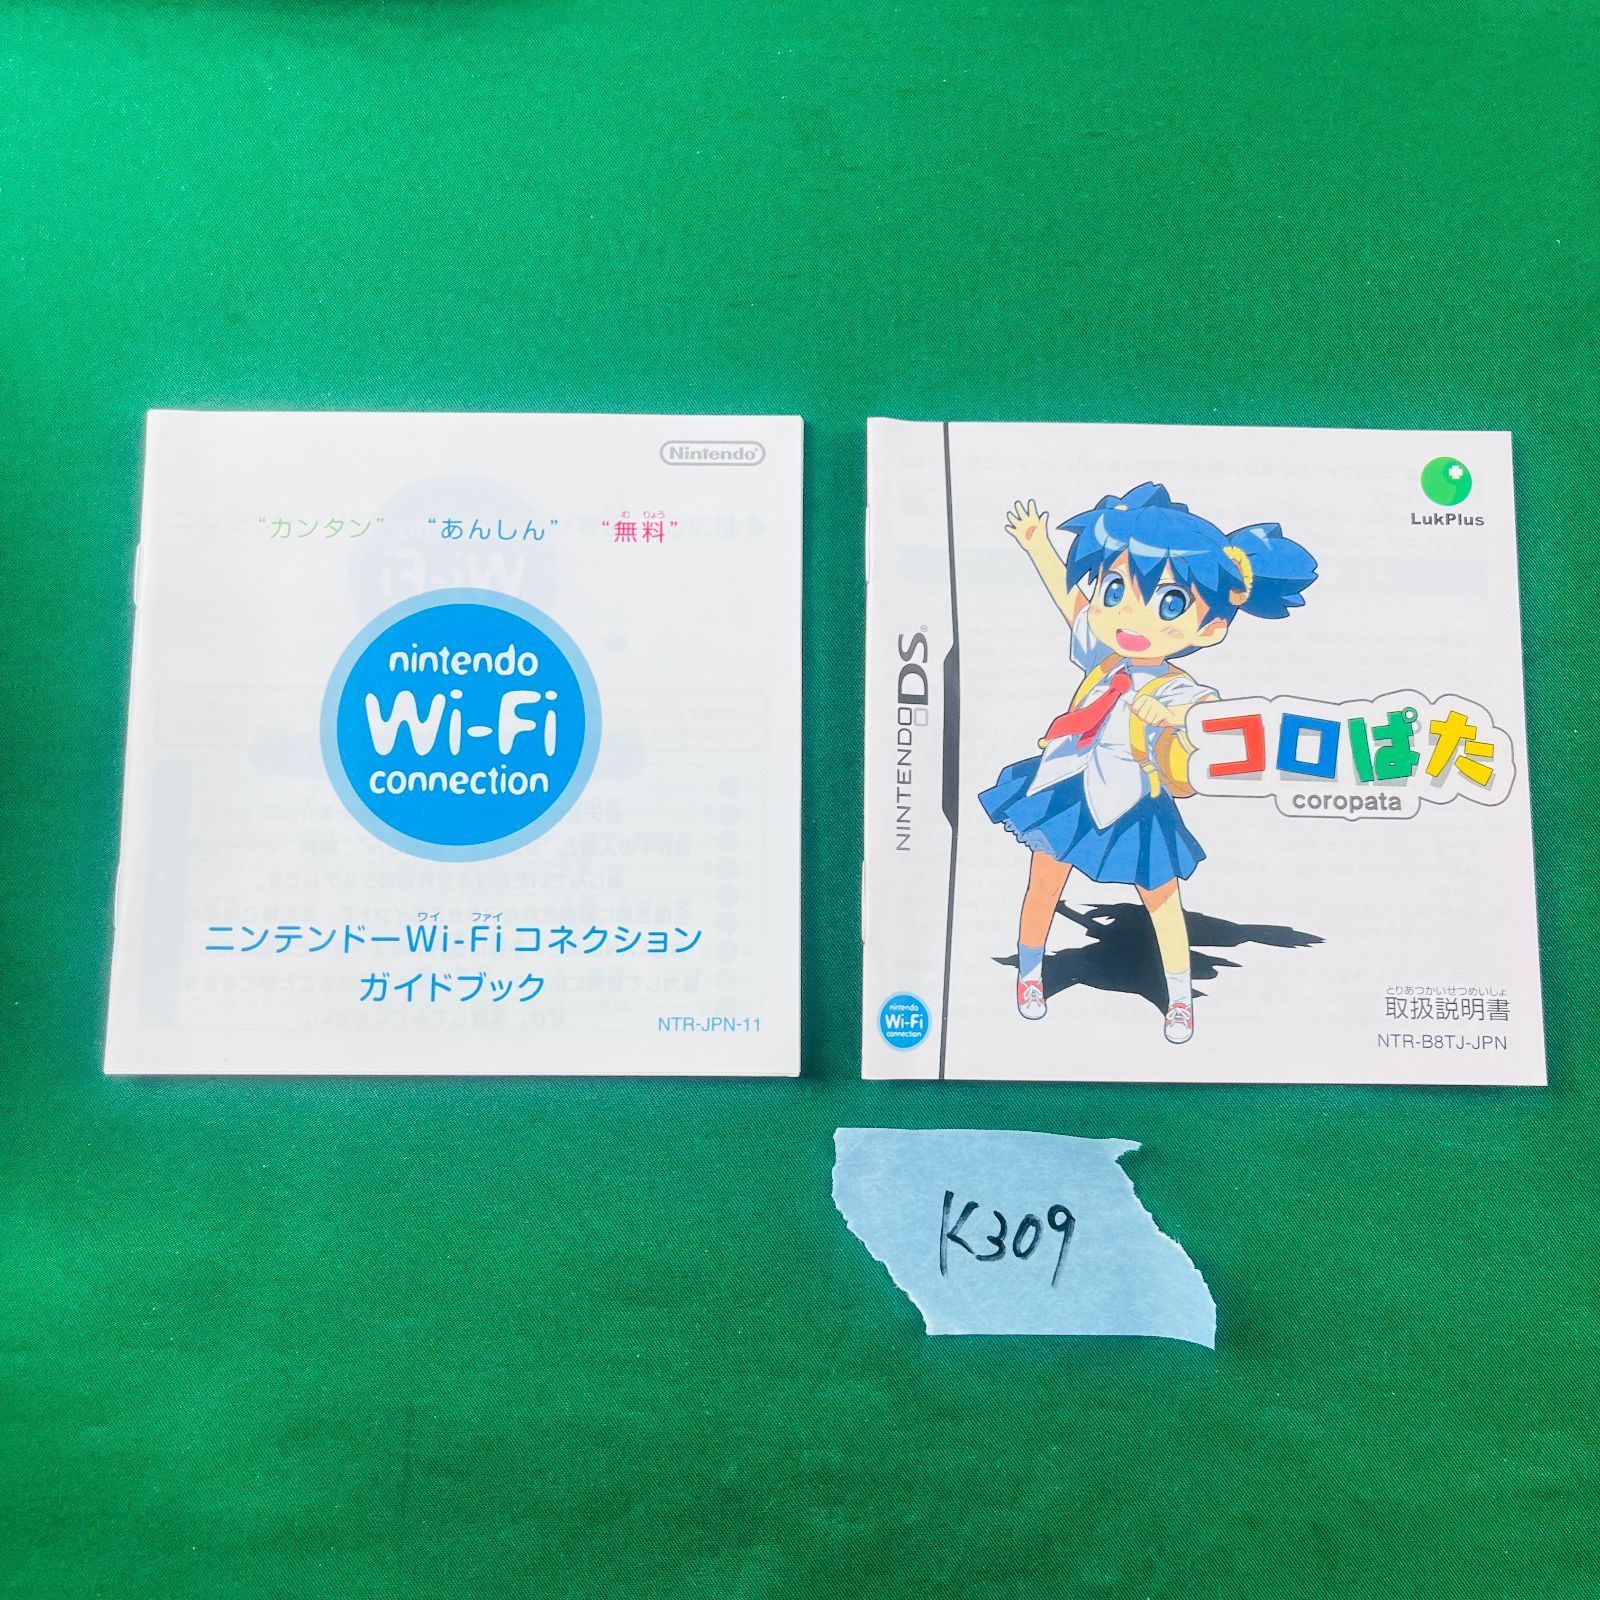 Nintendo
“カンタン” “あんしん” “無料”
む りょう
nintendo
Wi-Fi
connection
ワイ ファイ
ニンテンドーWi-Fiコネクション
ガイドブック
NTR-JPN-11
LukPlus
NINTENDO DS
コロぱた
coropata
nintendo
Wi-Fi
connection
とりあつかいせつめいしょ
取扱説明書
NTR-B8TJ-JPN
K309